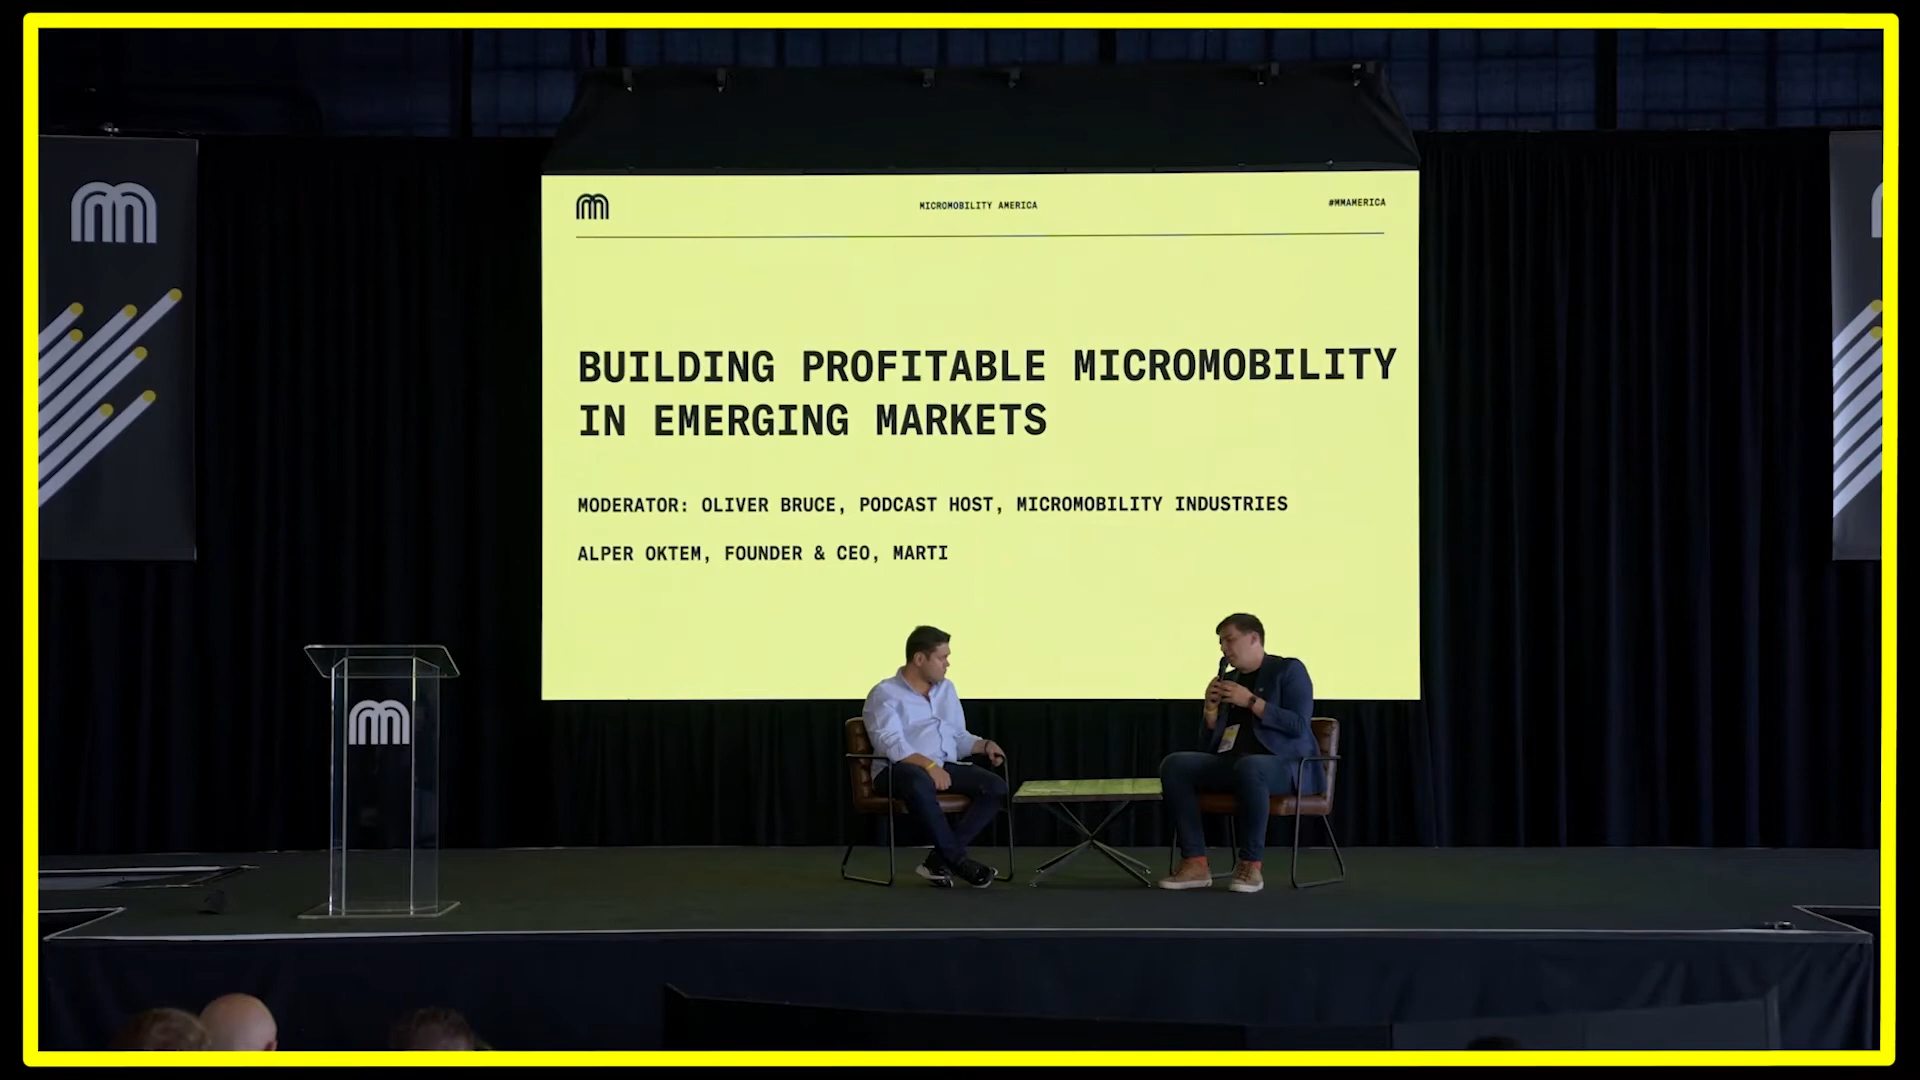 MICROMOBILITY AMERICA
#MMAMERICA
BUILDING PROFITABLE MICROMOBILITY
IN EMERGING MARKETS
MODERATOR: OLIVER BRUCE, PODCAST HOST, MICROMOBILITY INDUSTRIES
ALPER OKTEM, FOUNDER & CEO, MARTI